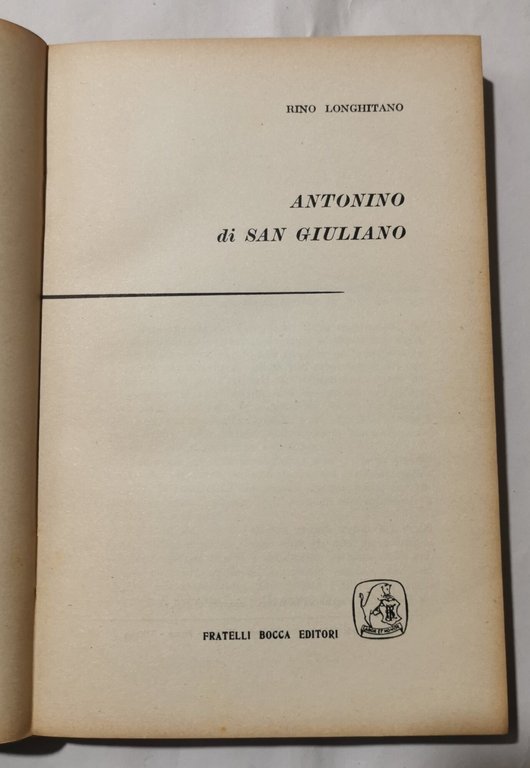 RINO LONGHITANO
ANTONINO
di SAN GIULIANO
FRATELLI BOCCA EDITORI